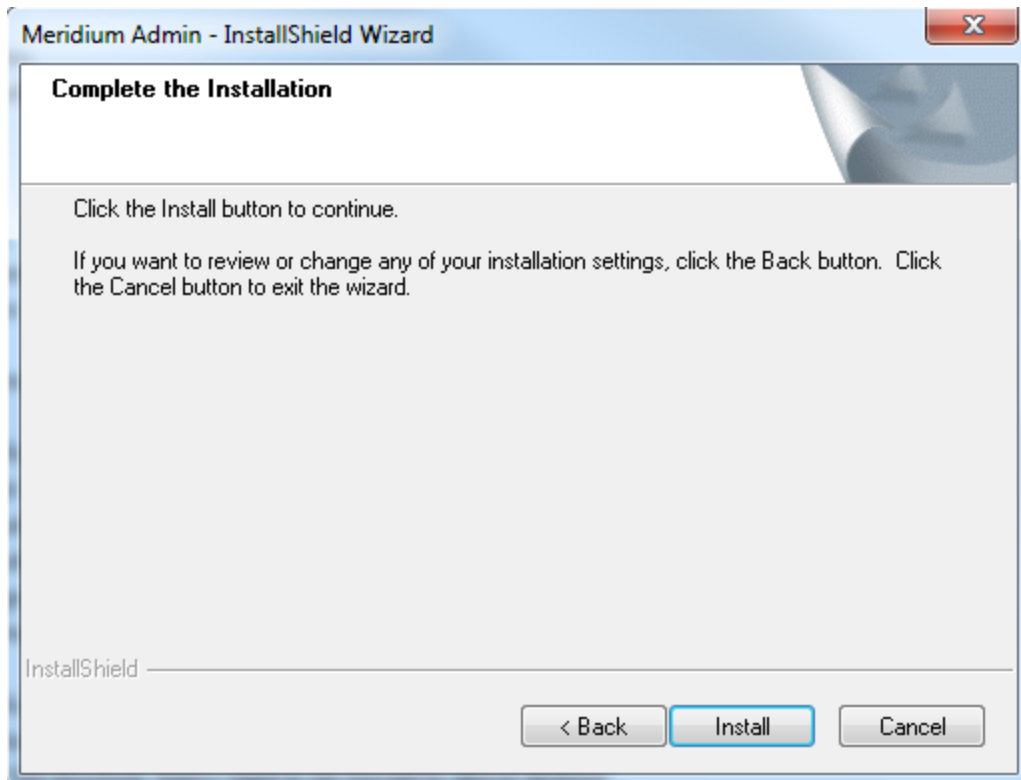 Meridium Admin - InstallShield Wizard
Complete the Installation
Click the Install button to continue.
If you want to review or change any of your installation settings, click the Back button.  Click
the Cancel button to exit the wizard.
InstallShield
< Back
Install
Cancel